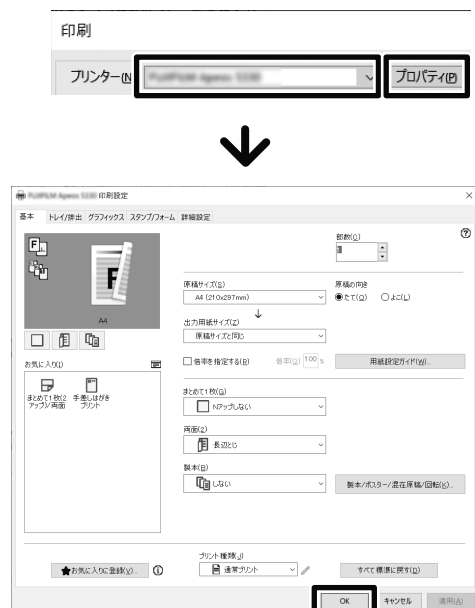 印刷
プリンター(N
プロパティ(P)
印刷設定
基本 トレイ/排出 グラフィックス スタンプ/フォーム 詳細設定
部数(C)
1
F
A4
原稿サイズ(S)
A4 (210x297mm)
原稿の向き
たて(O) よこ(L)
出力用紙サイズ(Z)
原稿サイズと同じ
倍率を指定する(R) 倍率(G) 100 %
用紙設定ガイド(W)...
お気に入り(I)
まとめて1枚(2アップ)/両面
手差しはがきプリント
まとめて1枚(G)
Nアップしない
両面(2)
長辺とじ
製本(B)
しない
製本/ポスター/混在原稿/回転(K)...
お気に入りに登録(V)...
プリント種類(J)
通常プリント
すべて標準に戻す(D)
OK キャンセル 適用(A)